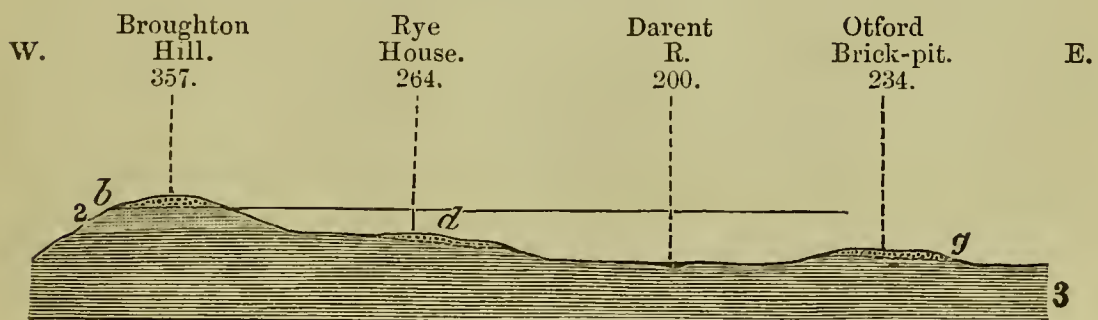 W. Broughton Hill. 357. Rye House. 264. Darent R. 200. Otford Brick-pit. 234. E.
b
2
d
g
3